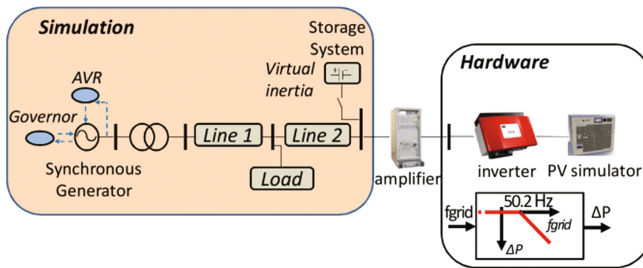 Simulation
Storage
System
Virtual
inertia
AVR
Governor
Synchronous
Generator
Line 1
Line 2
Load
amplifier
Hardware
inverter
PV simulator
fgrid
50.2 Hz
fgrid
ΔP
ΔP